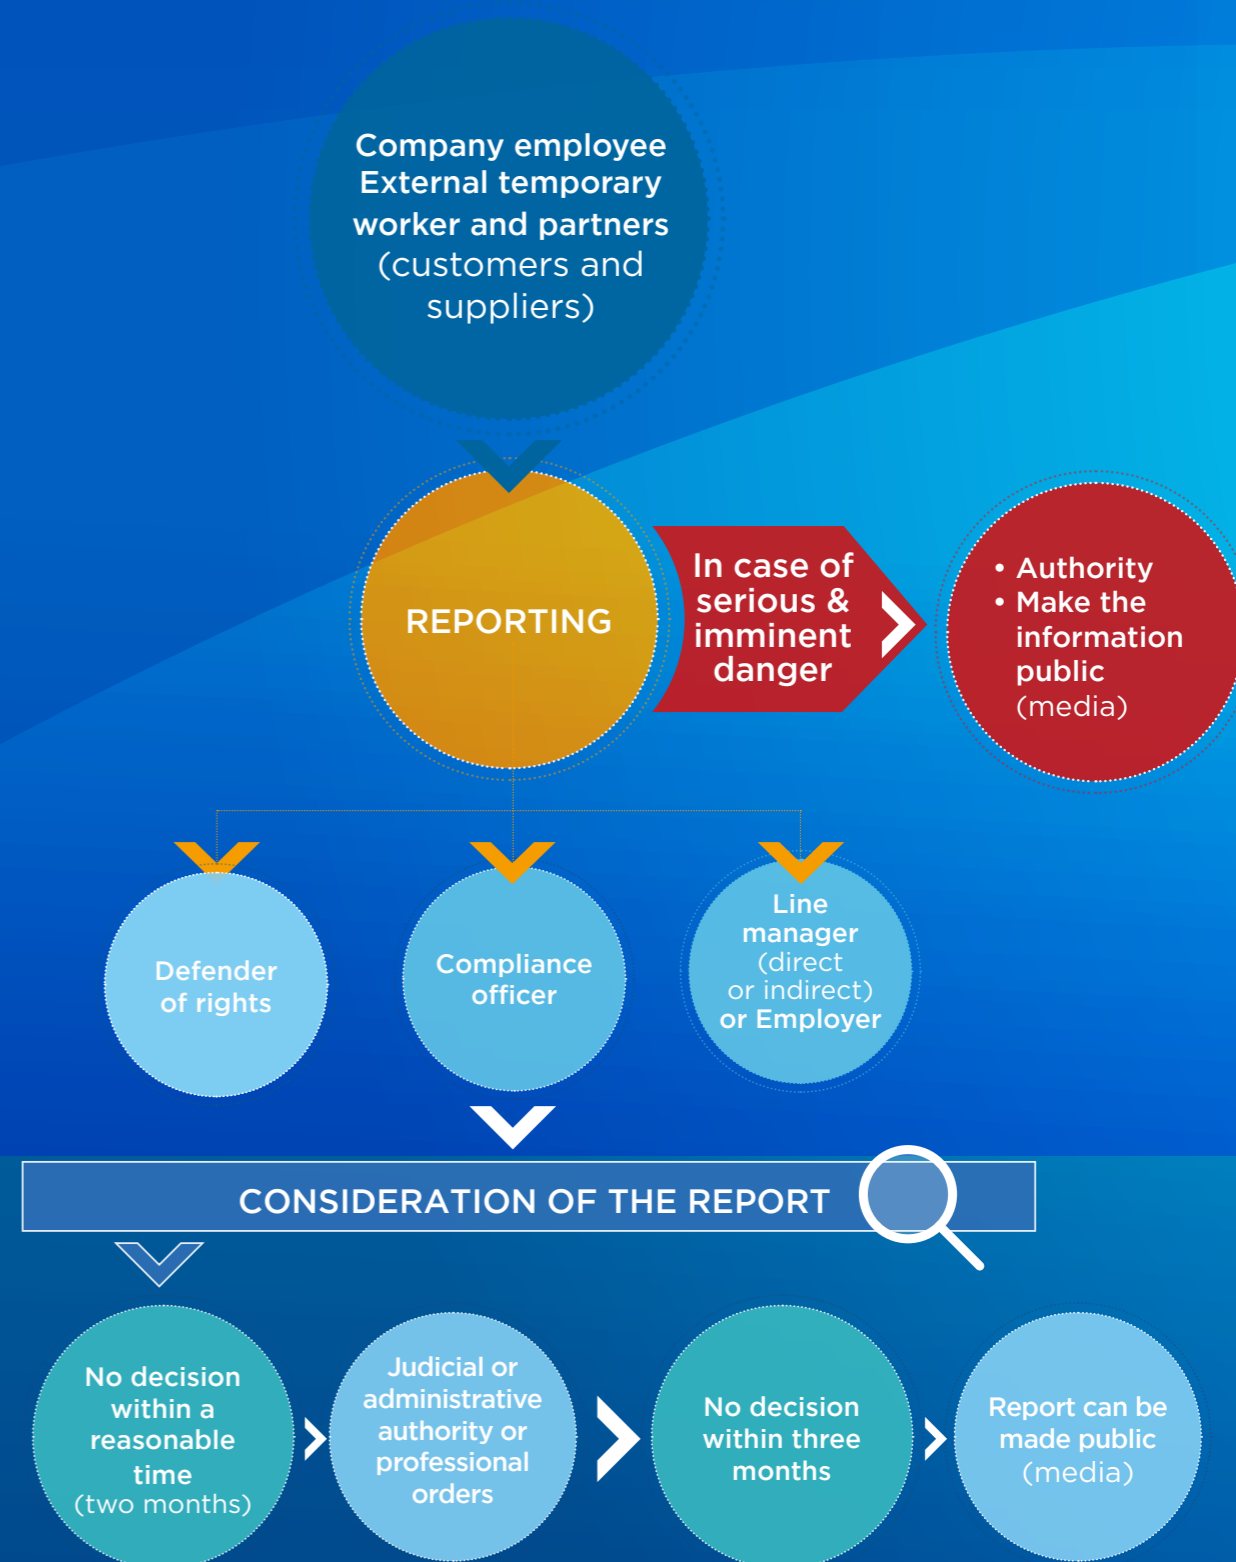 Company employee
External temporary
worker and partners
(customers and
suppliers)
REPORTING
In case of
serious &
imminent
danger
• Authority
• Make the
information
public
(media)
Defender
of rights
Compliance
officer
Line
manager
(direct
or indirect)
or Employer
CONSIDERATION OF THE REPORT
No decision
within a
reasonable
time
(two months)
Judicial or
administrative
authority or
professional
orders
No decision
within three
months
Report can be
made public
(media)